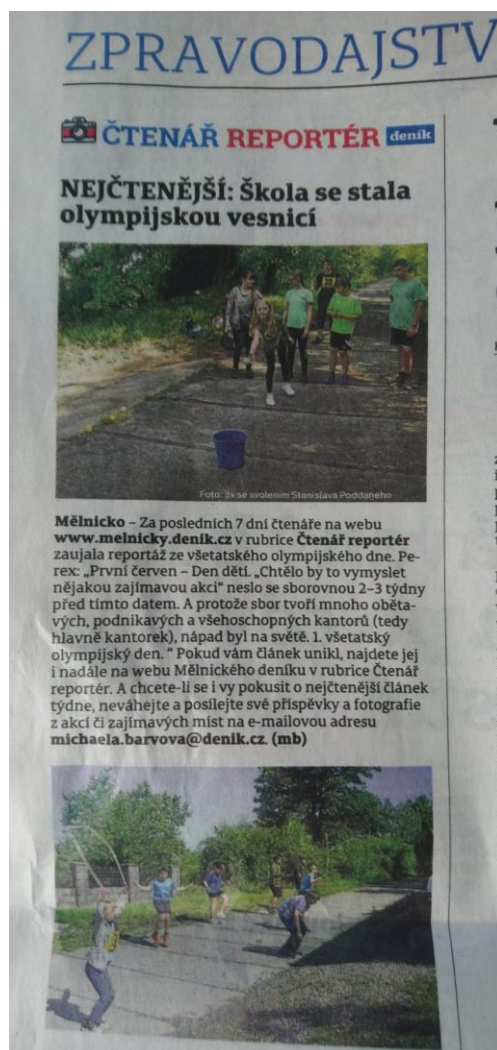 ZPRAVODAJSTV
ČTENÁŘ REPORTÉR deník
NEJČTENĚJŠÍ: Škola se stala
olympijskou vesnicí
Foto: 2x se svolením Stanislava Poddaného
Mělnicko – Za posledních 7 dní čtenáře na webu
www.melnicky.denik.cz v rubrice Čtenář reportér
zaujala reportáž ze všetatského olympijského dne. Pe-
rex: „První červen – Den dětí. „Chtělo by to vymyslet
nějakou zajímavou akci“ neslo se sborovnou 2–3 týdny
před tímto datem. A protože sbor tvoří mnoho oběta-
vých, podnikavých a všehoschopných kantorů (tedy
hlavně kantorek), nápad byl na světě. 1. všetatský
olympijský den. “ Pokud vám článek unikl, najdete jej
i nadále na webu Mělnického deníku v rubrice Čtenář
reportér. A chcete-li se i vy pokusit o nejčtenější článek
týdne, neváhejte a posílejte své příspěvky a fotografie
z akcí či zajímavých míst na e-mailovou adresu
michaela.barvova@denik.cz. (mb)